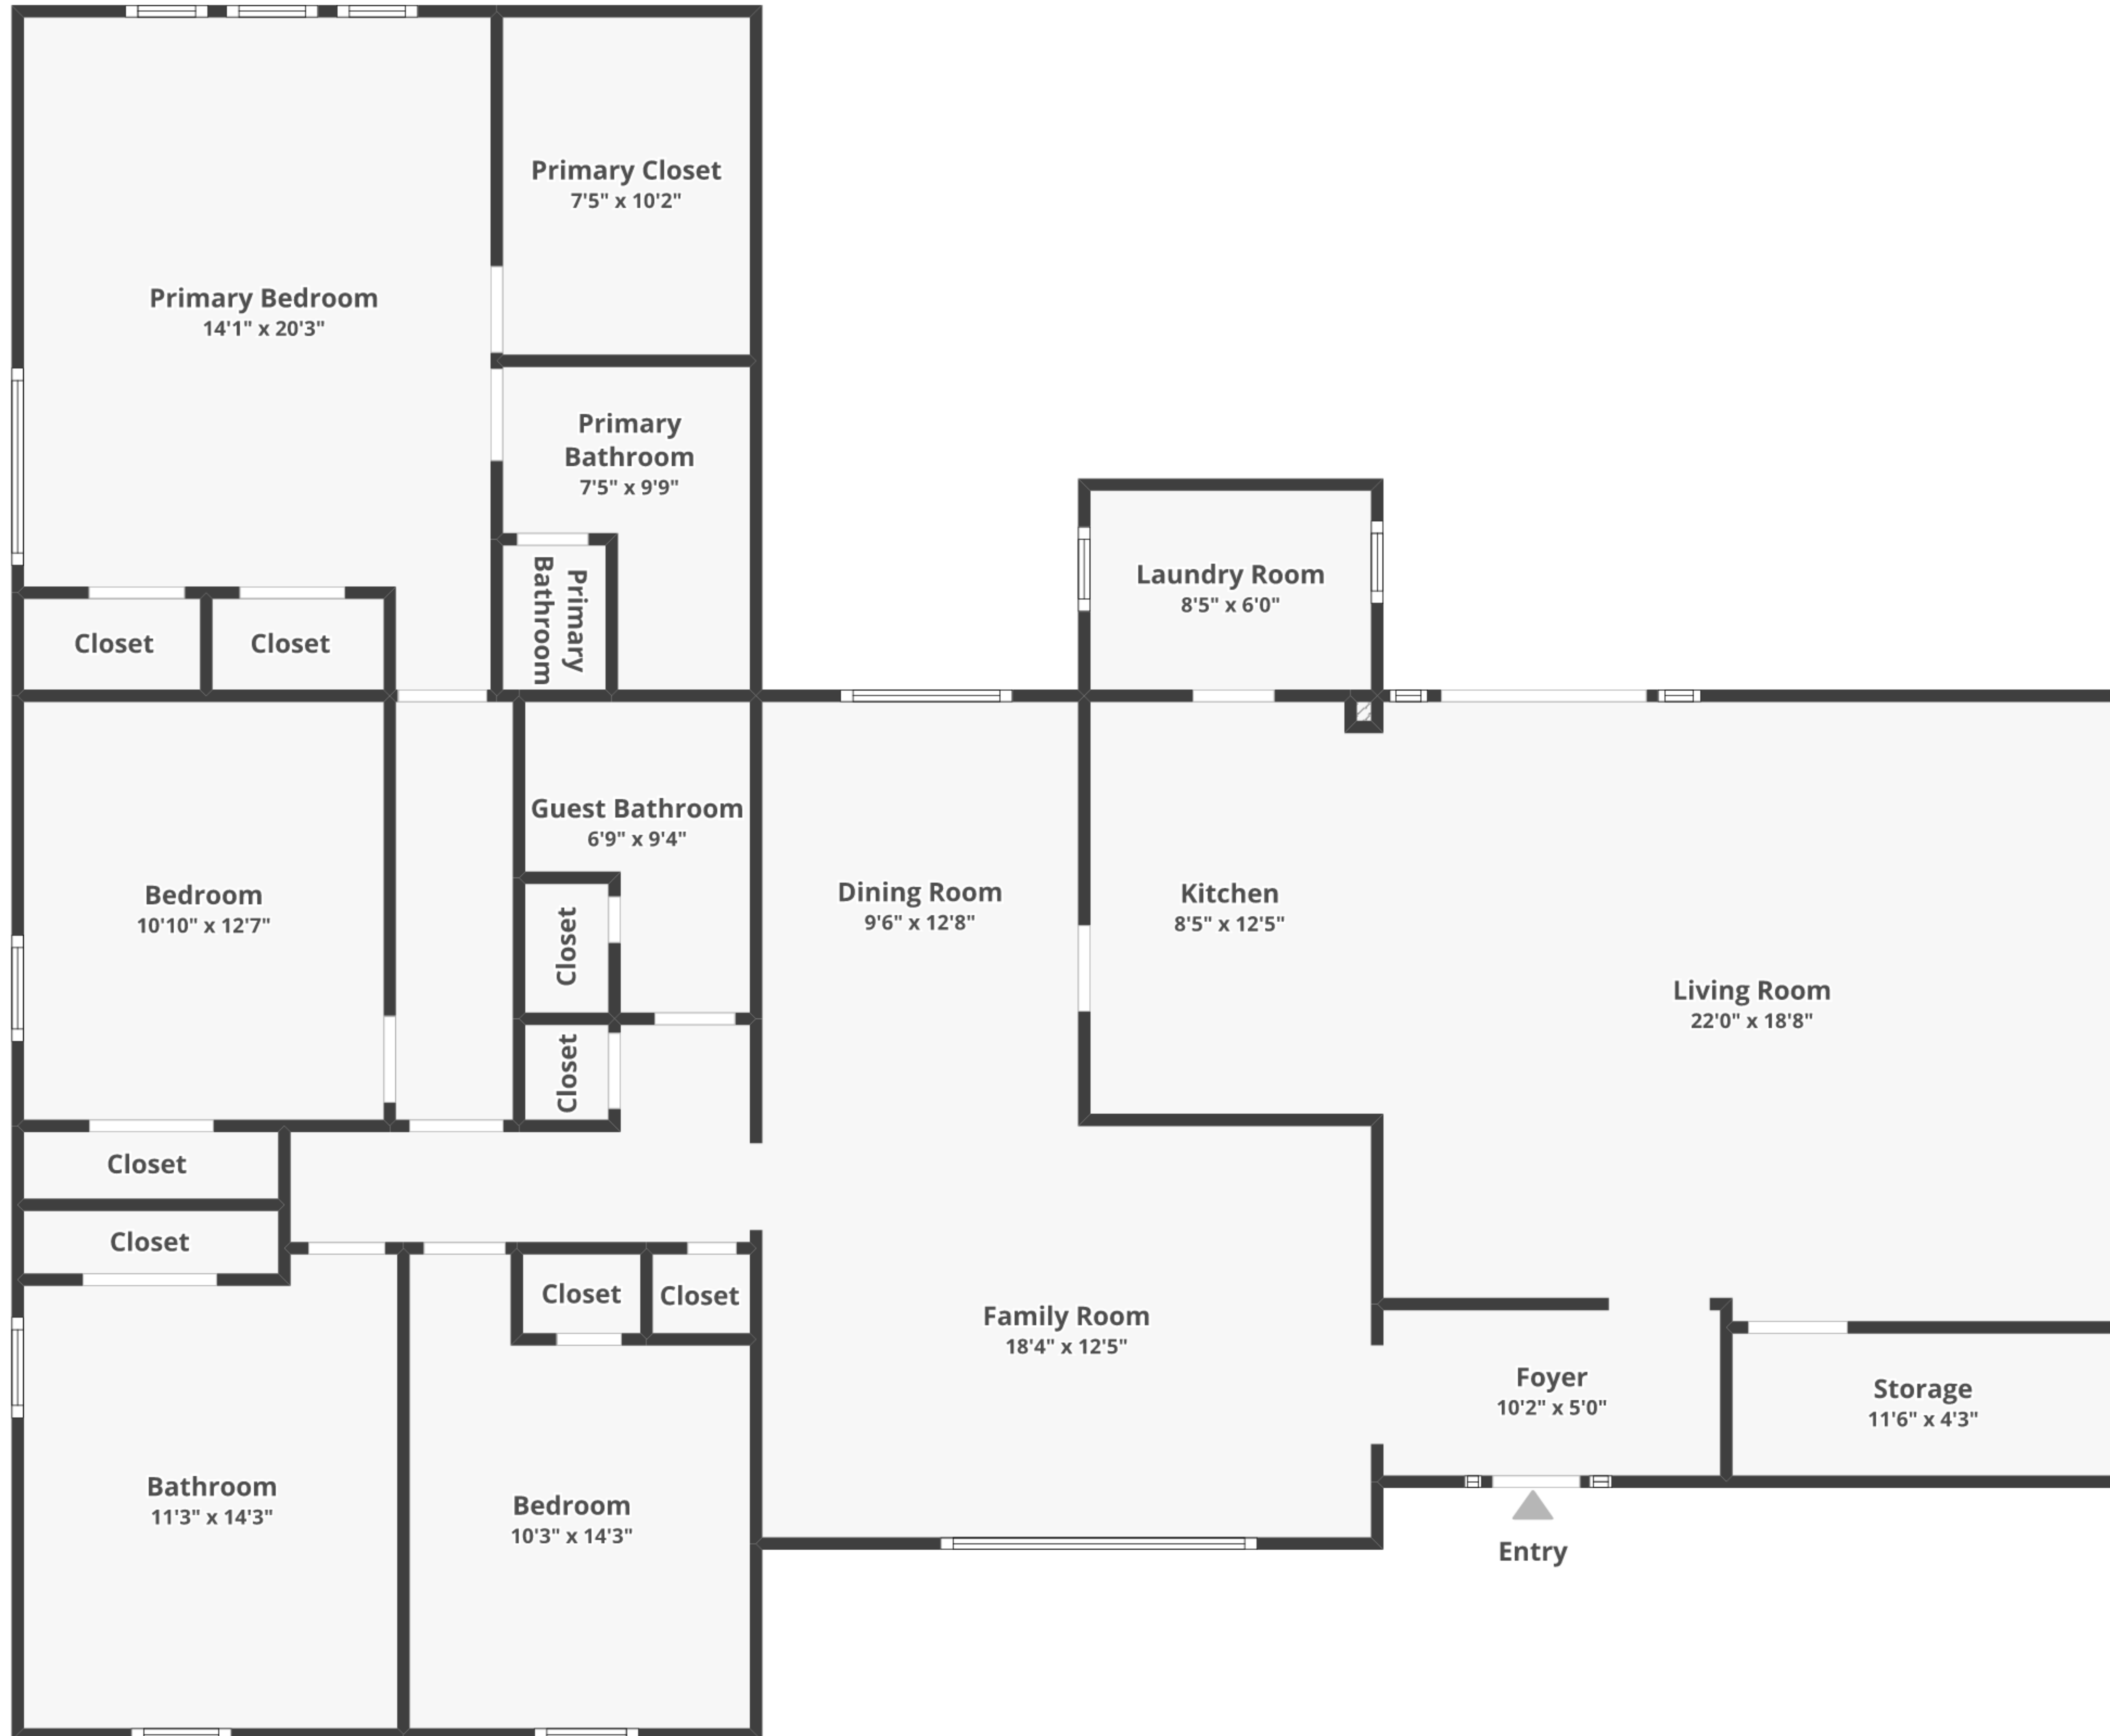 Primary Closet
7'5" x 10'2"
Primary Bedroom
14'1" x 20'3"
Primary
Bathroom
7'5" x 9'9"
Primary
Bathroom
Laundry Room
8'5" x 6'0"
Closet
Closet
Guest Bathroom
6'9" x 9'4"
Bedroom
10'10" x 12'7"
Dining Room
9'6" x 12'8"
Kitchen
8'5" x 12'5"
Closet
Living Room
22'0" x 18'8"
Closet
Closet
Closet
Closet
Closet
Family Room
18'4" x 12'5"
Foyer
10'2" x 5'0"
Storage
11'6" x 4'3"
Bathroom
11'3" x 14'3"
Bedroom
10'3" x 14'3"
Entry